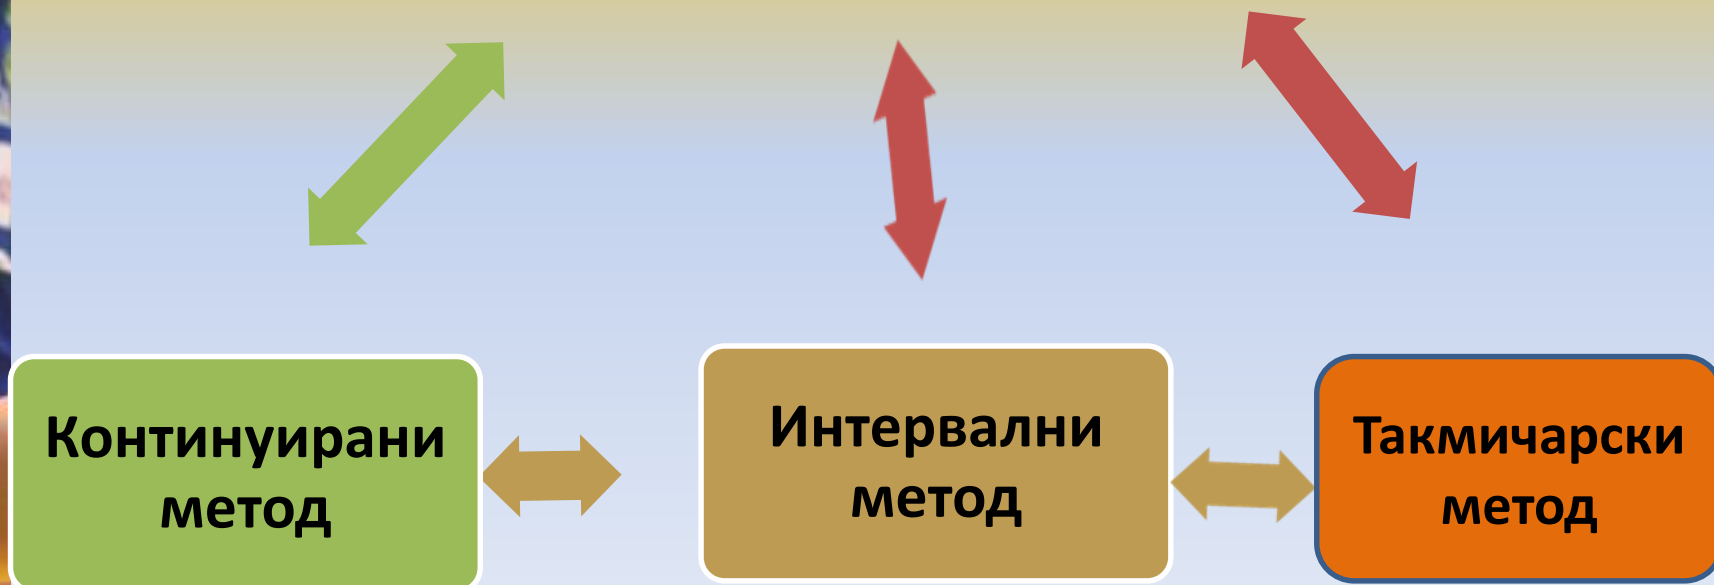 Континуирани
метод
Интервални
метод
Такмичарски
метод